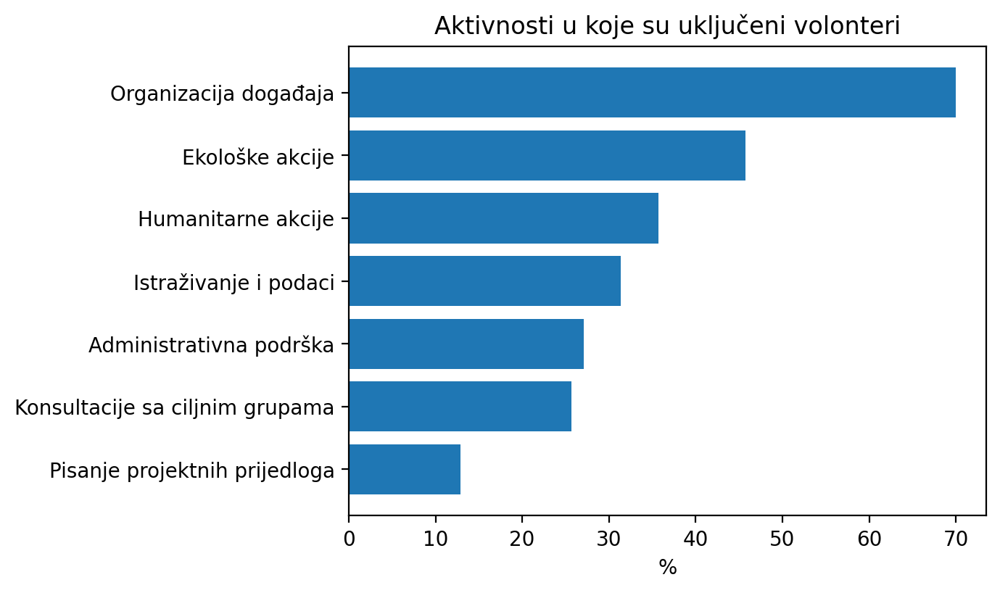 Aktivnosti u koje su uključeni volonteri
Organizacija događaja
Ekološke akcije
Humanitarne akcije
Istraživanje i podaci
Administrativna podrška
Konsultacije sa ciljnim grupama
Pisanje projektnih prijedloga
0 10 20 30 40 50 60 70
%